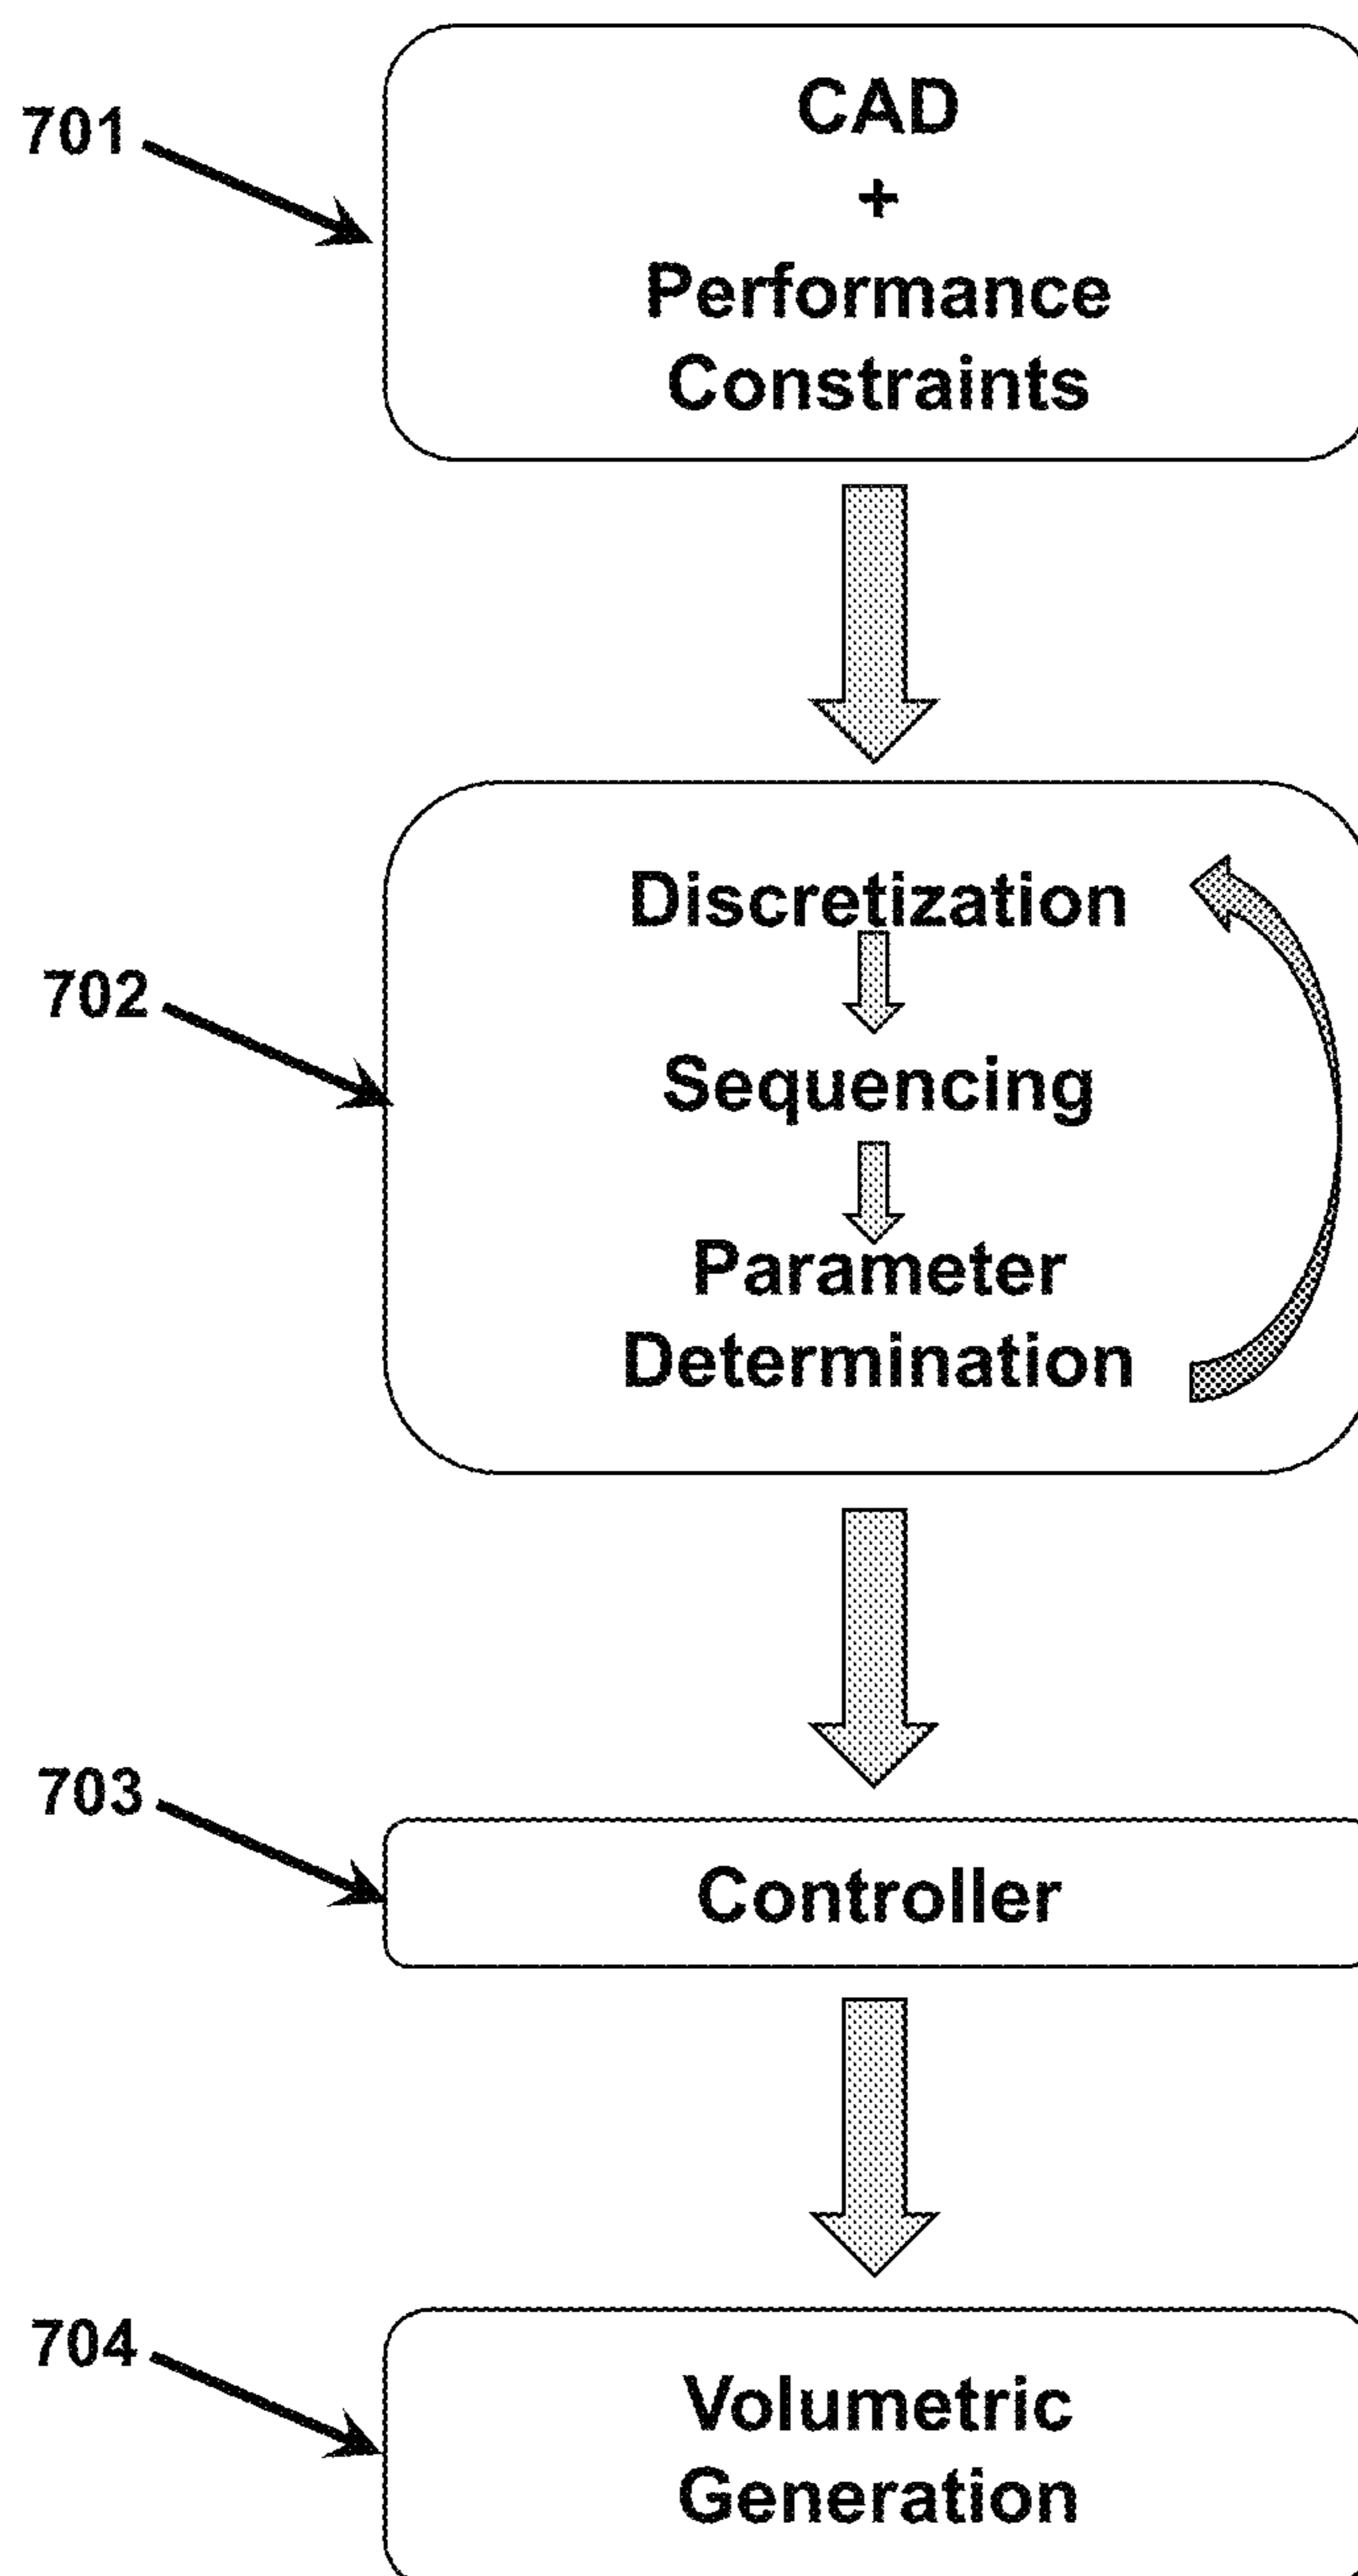 701
CAD
+
Performance
Constraints
702
Discretization
Sequencing
Parameter
Determination
703
Controller
704
Volumetric
Generation